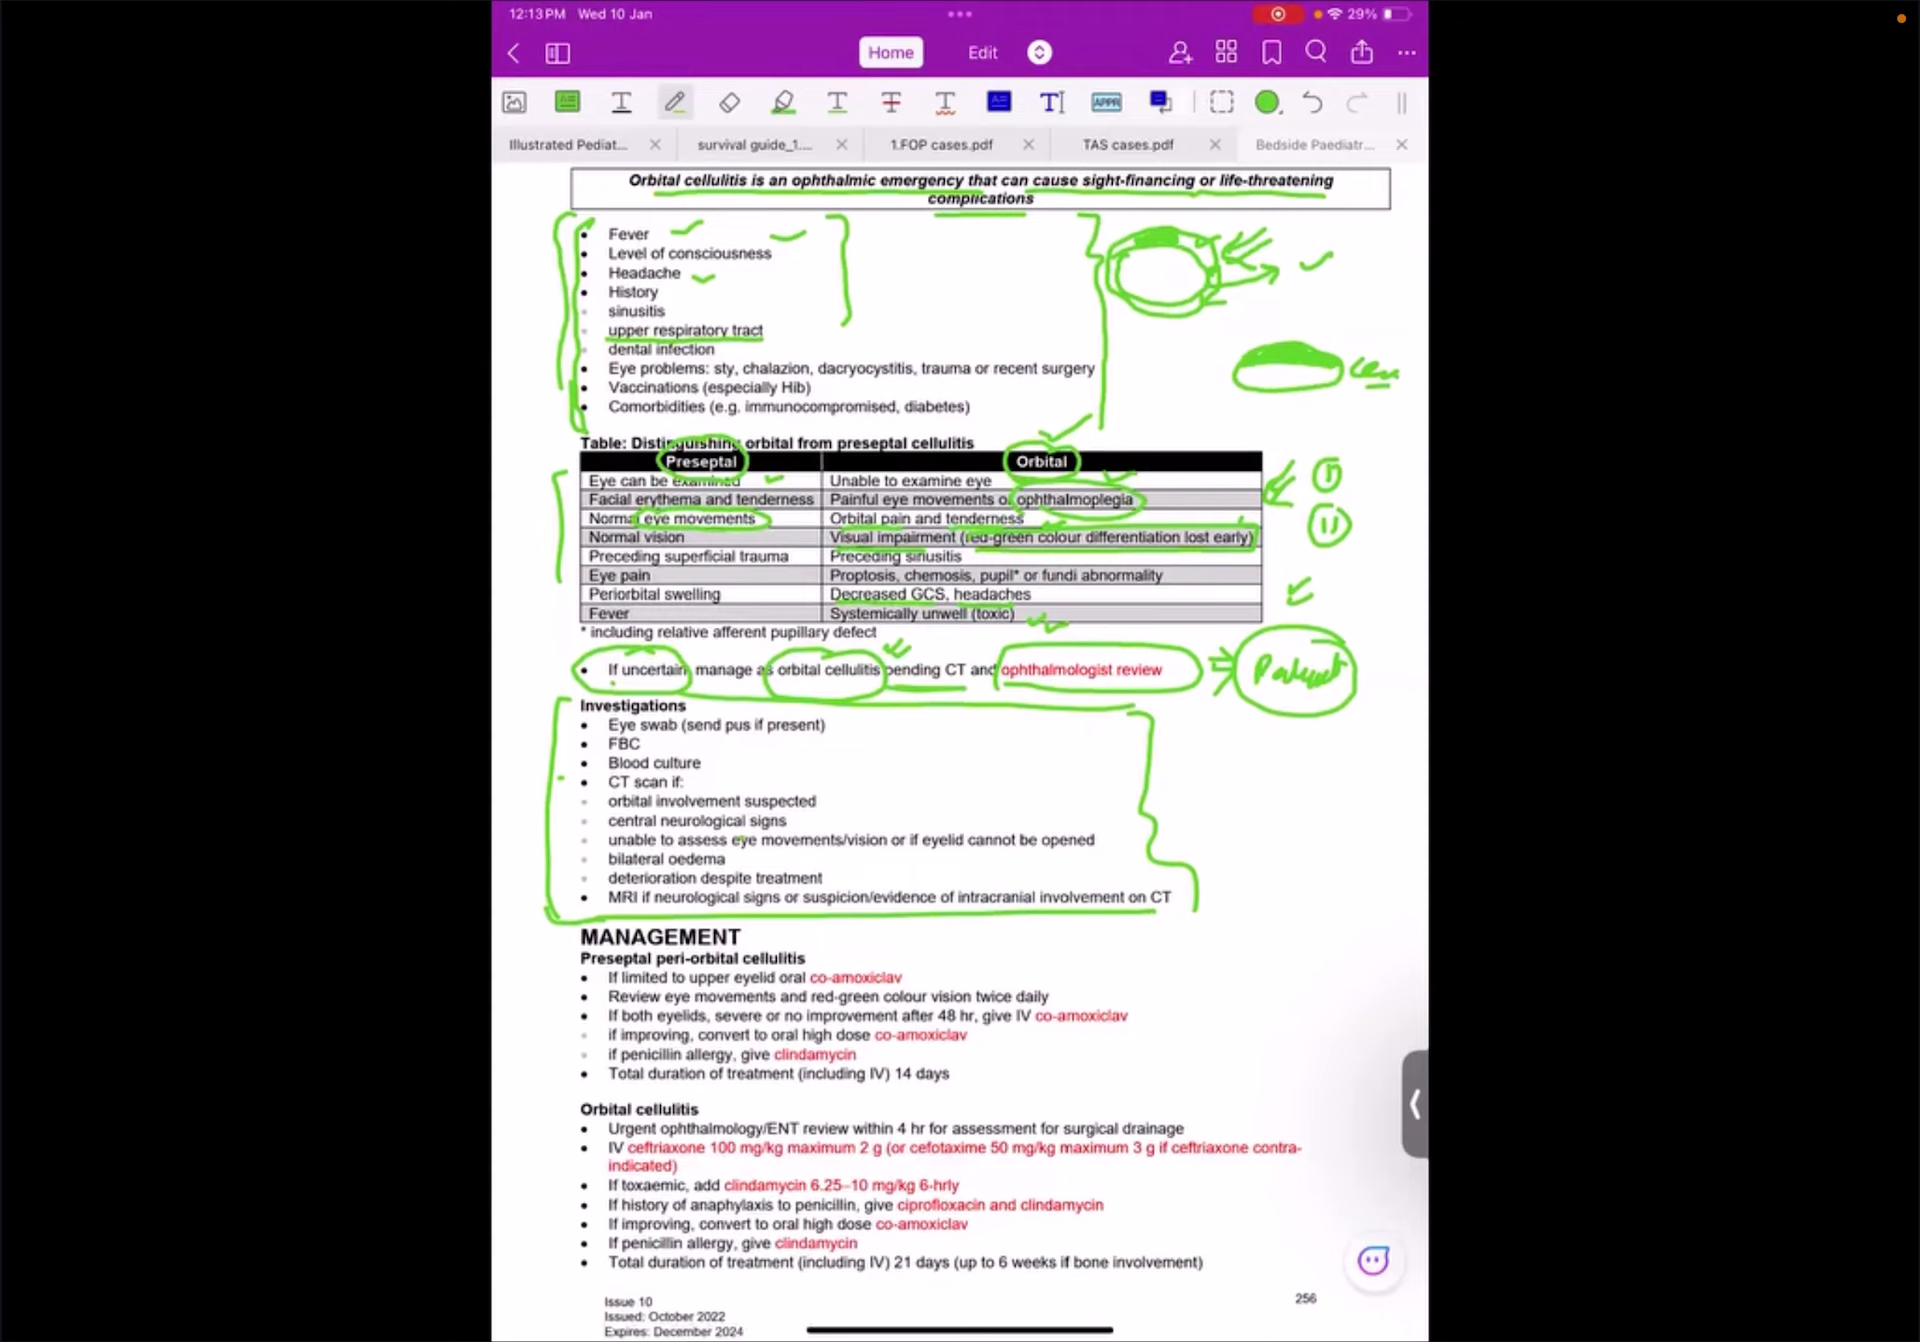 12:13 PM Wed 10 Jan
29%
Home Edit
APPR
Illustrated Pediat... survival guide_1.... 1.FOP cases.pdf TAS cases.pdf Bedside Paediatr...
Orbital cellulitis is an ophthalmic emergency that can cause sight-financing or life-threatening
complications
• Fever
• Level of consciousness
• Headache
• History
sinusitis
upper respiratory tract
dental infection
• Eye problems: sty, chalazion, dacryocystitis, trauma or recent surgery
• Vaccinations (especially Hib)
• Comorbidities (e.g. immunocompromised, diabetes)
Table: Distinguishing orbital from preseptal cellulitis
Preseptal Orbital
Eye can be examined Unable to examine eye
Facial erythema and tenderness Painful eye movements or ophthalmoplegia
Normal eye movements Orbital pain and tenderness
Normal vision Visual impairment (red-green colour differentiation lost early)
Preceding superficial trauma Preceding sinusitis
Eye pain Proptosis, chemosis, pupil* or fundi abnormality
Periorbital swelling Decreased GCS, headaches
Fever Systemically unwell (toxic)
* including relative afferent pupillary defect
• If uncertain, manage as orbital cellulitis pending CT and ophthalmologist review
Investigations
• Eye swab (send pus if present)
• FBC
• Blood culture
• CT scan if:
orbital involvement suspected
central neurological signs
unable to assess eye movements/vision or if eyelid cannot be opened
bilateral oedema
deterioration despite treatment
• MRI if neurological signs or suspicion/evidence of intracranial involvement on CT
MANAGEMENT
Preseptal peri-orbital cellulitis
• If limited to upper eyelid oral co-amoxiclav
• Review eye movements and red-green colour vision twice daily
• If both eyelids, severe or no improvement after 48 hr, give IV co-amoxiclav
if improving, convert to oral high dose co-amoxiclav
if penicillin allergy, give clindamycin
• Total duration of treatment (including IV) 14 days
Orbital cellulitis
• Urgent ophthalmology/ENT review within 4 hr for assessment for surgical drainage
• IV ceftriaxone 100 mg/kg maximum 2 g (or cefotaxime 50 mg/kg maximum 3 g if ceftriaxone contra-
indicated)
• If toxaemic, add clindamycin 6.25–10 mg/kg 6-hrly
• If history of anaphylaxis to penicillin, give ciprofloxacin and clindamycin
• If improving, convert to oral high dose co-amoxiclav
• If penicillin allergy, give clindamycin
• Total duration of treatment (including IV) 21 days (up to 6 weeks if bone involvement)
Issue 10
Issued: October 2022
Expires: December 2024
256